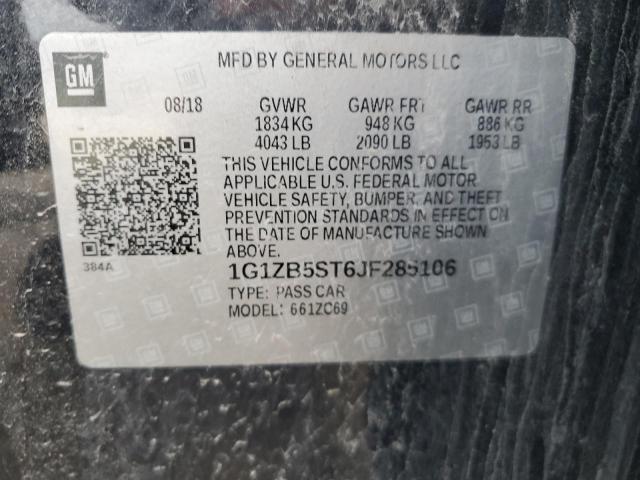 GM
MFD BY GENERAL MOTORS LLC
08/18 GVWR GAWR FRT GAWR RR
1834 KG 948 KG 886 KG
4043 LB 2090 LB 1953 LB
THIS VEHICLE CONFORMS TO ALL
APPLICABLE U.S. FEDERAL MOTOR
VEHICLE SAFETY, BUMPER, AND THEFT
PREVENTION STANDARDS IN EFFECT ON
THE DATE OF MANUFACTURE SHOWN
ABOVE.
384A
1G1ZB5ST6JF285106
TYPE: PASS CAR
MODEL: 661ZC69